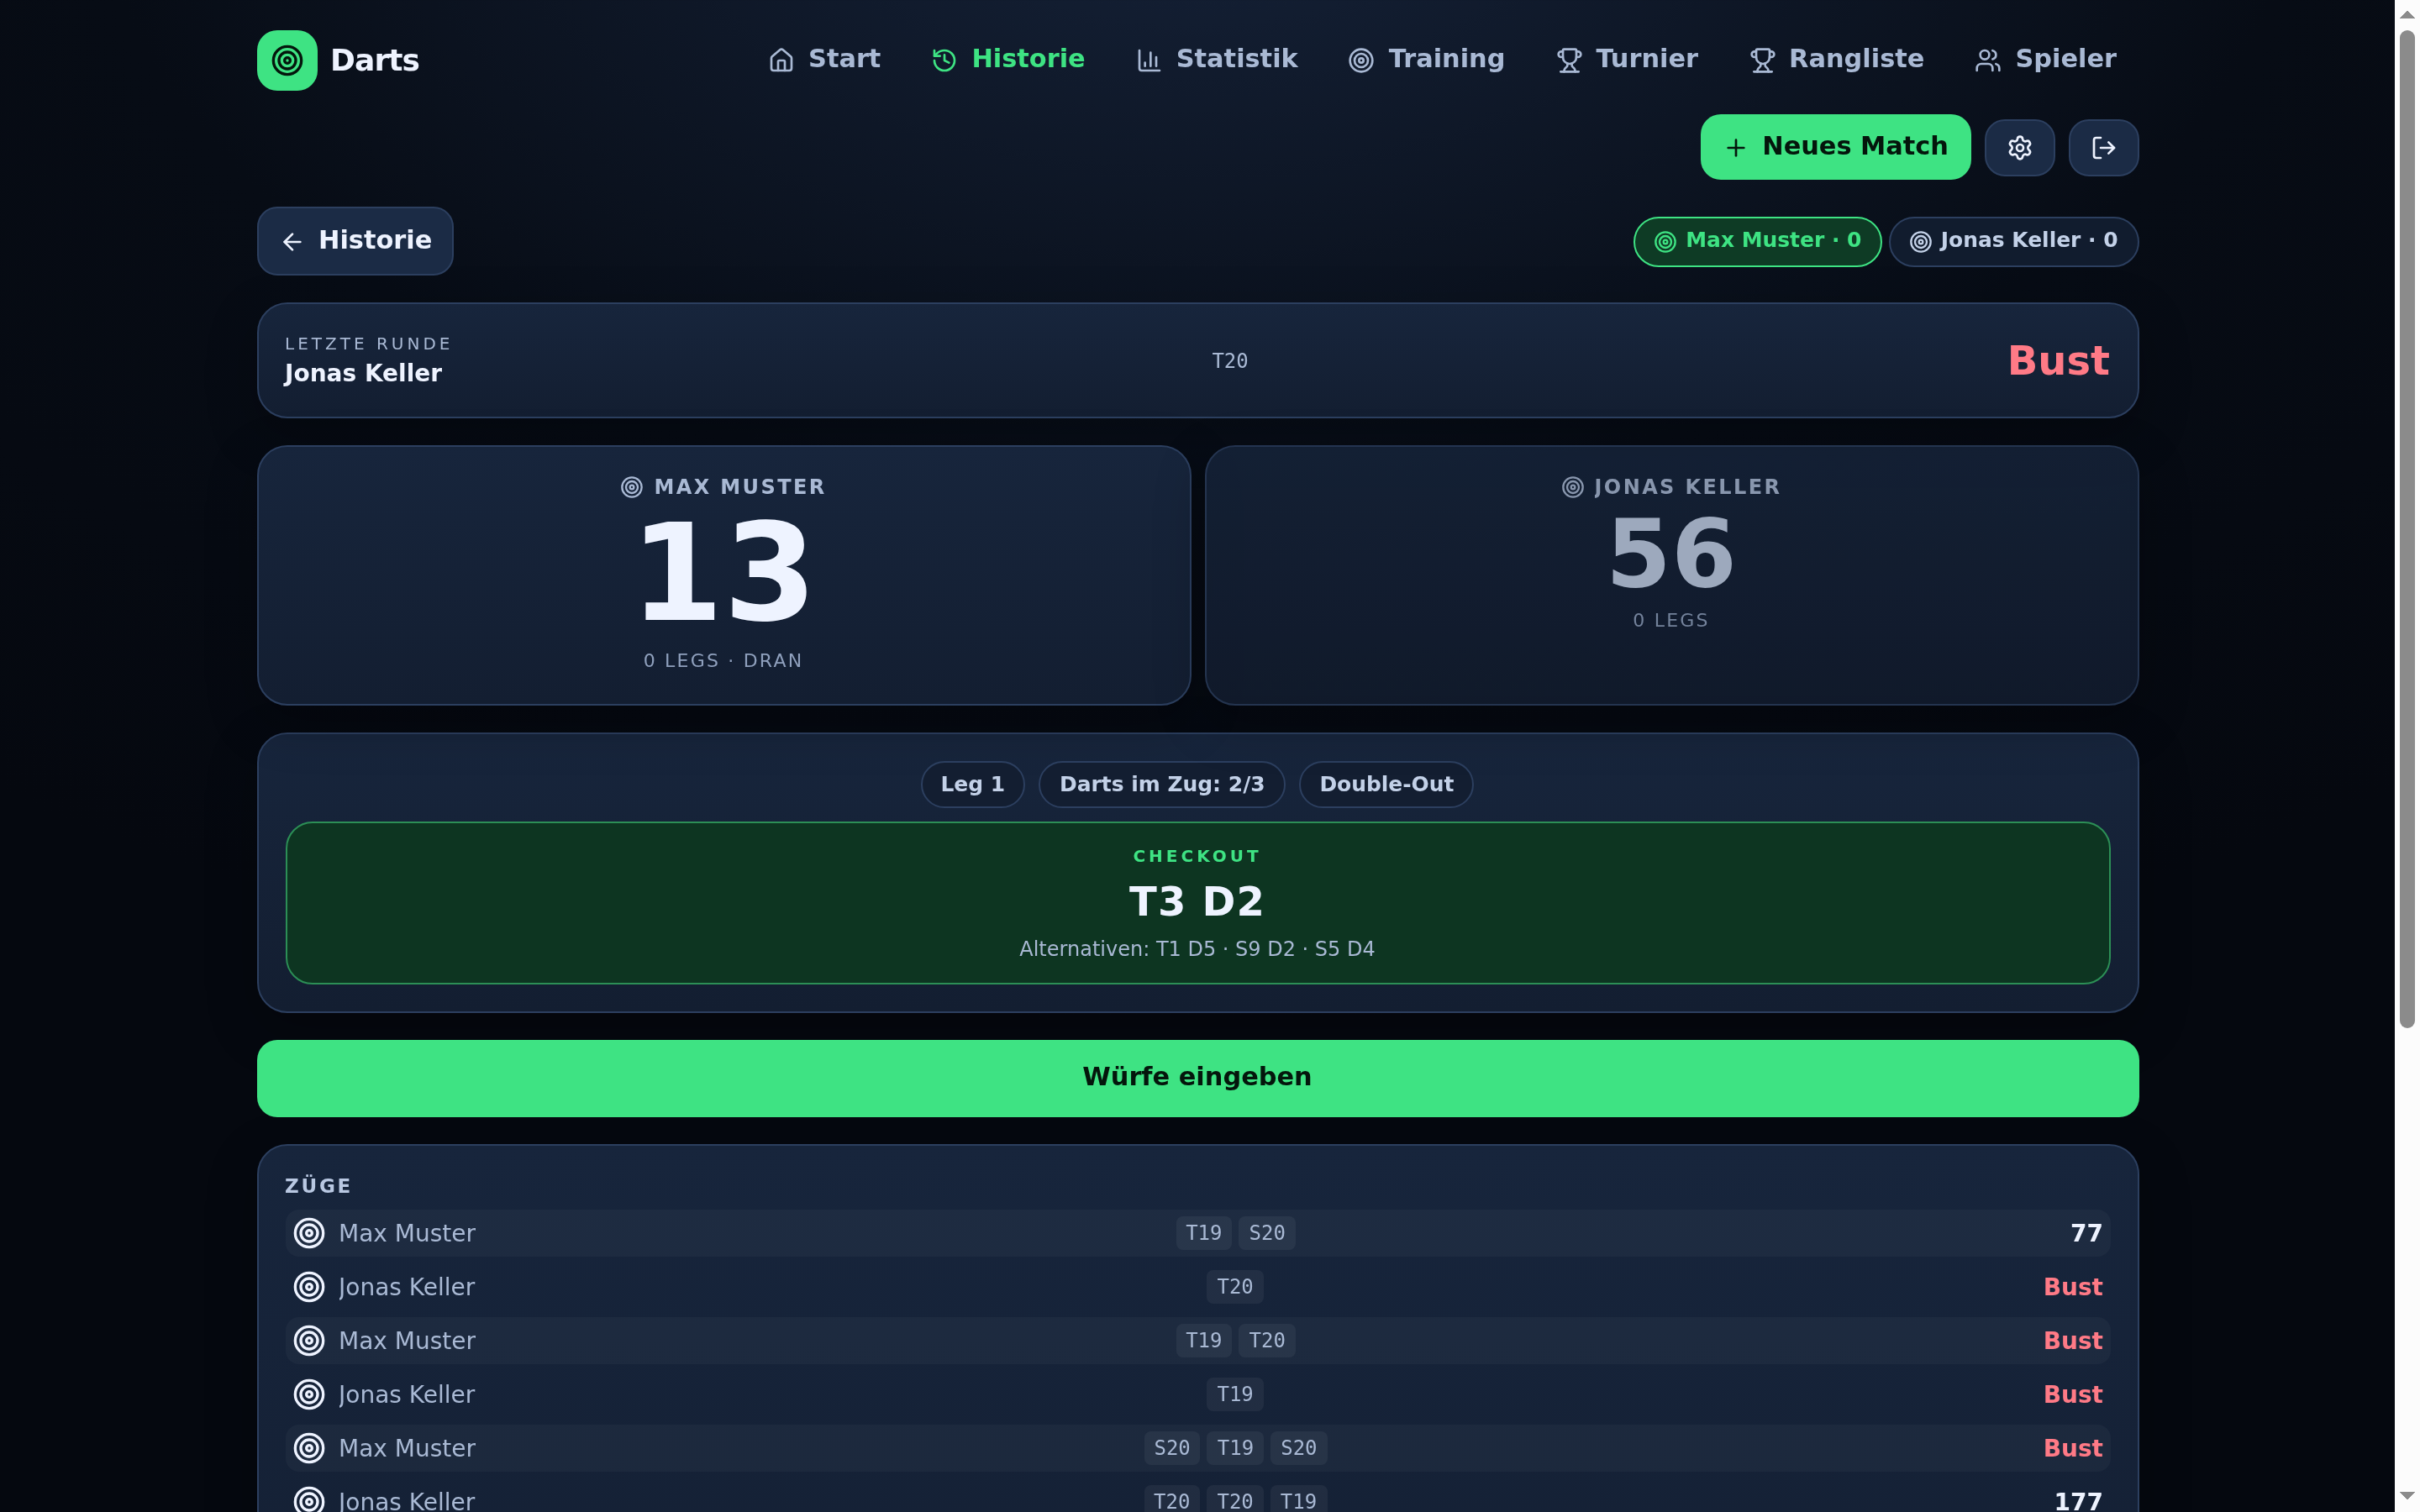 Darts
Start
Historie
Statistik
Training
Turnier
Rangliste
Spieler
Neues Match
Historie
Max Muster · 0
Jonas Keller · 0
LETZTE RUNDE
Jonas Keller
T20
Bust
MAX MUSTER
13
0 LEGS · DRAN
JONAS KELLER
56
0 LEGS
Leg 1
Darts im Zug: 2/3
Double-Out
CHECKOUT
T3 D2
Alternativen: T1 D5 · S9 D2 · S5 D4
Würfe eingeben
ZÜGE
Max Muster T19 S20 77
Jonas Keller T20 Bust
Max Muster T19 T20 Bust
Jonas Keller T19 Bust
Max Muster S20 T19 S20 Bust
Jonas Keller T20 T20 T19 177